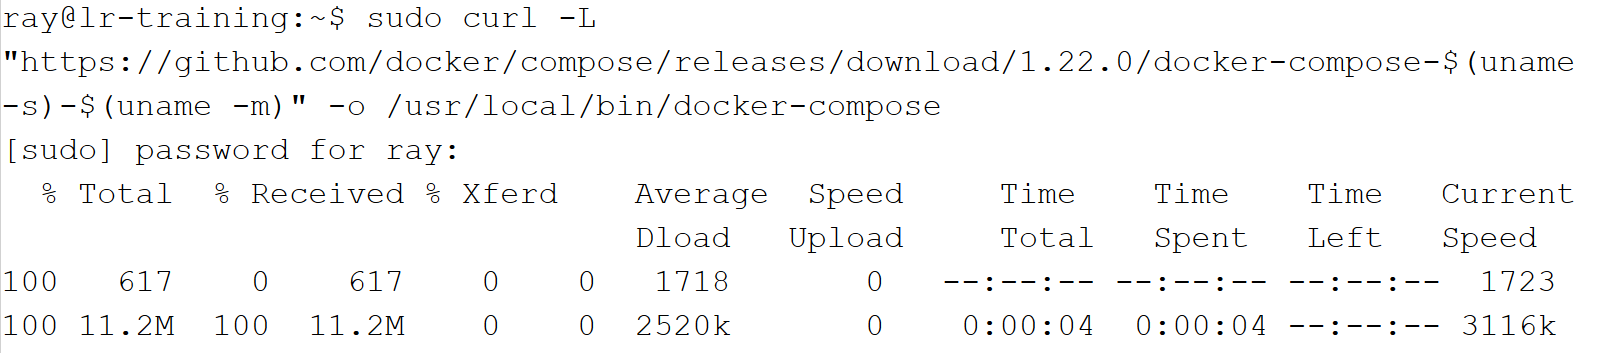 ray@lr-training:~$ sudo curl -L
"https://github.com/docker/compose/releases/download/1.22.0/docker-compose-$(uname
-s)-$(uname -m)" -o /usr/local/bin/docker-compose
[sudo] password for ray:
% Total % Received % Xferd Average Speed Time Time Time Current
Dload Upload Total Spent Left Speed
100 617 0 617 0 0 1718 0 --:--:-- --:--:-- --:--:-- 1723
100 11.2M 100 11.2M 0 0 2520k 0 0:00:04 0:00:04 --:--:-- 3116k